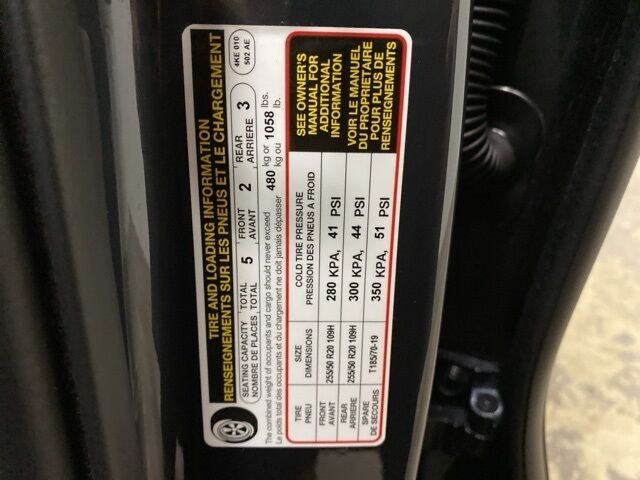 TIRE AND LOADING INFORMATION
RENSEIGNEMENTS SUR LES PNEUS ET LE CHARGEMENT
4KE 010
502 AE
SEATING CAPACITY TOTAL 5 FRONT 2 REAR 3
NOMBRE DE PLACES TOTAL AVANT ARRIERE
The combined weight of occupants and cargo should never exceed 480 kg or 1058 lbs.
Le poids total des occupants et du chargement ne doit jamais dépasser kg ou lb.
TIRE SIZE COLD TIRE PRESSURE
PNEU DIMENSIONS PRESSION DES PNEUS A FROID
FRONT 255/50 R20 109H 280 KPA, 41 PSI
AVANT
REAR 255/50 R20 109H 300 KPA, 44 PSI
ARRIERE
SPARE T185/70-19 350 KPA, 51 PSI
DE SECOURS
SEE OWNER'S
MANUAL FOR
ADDITIONAL
INFORMATION
VOIR LE MANUEL
DU PROPRIETAIRE
POUR PLUS DE
RENSEIGNEMENTS